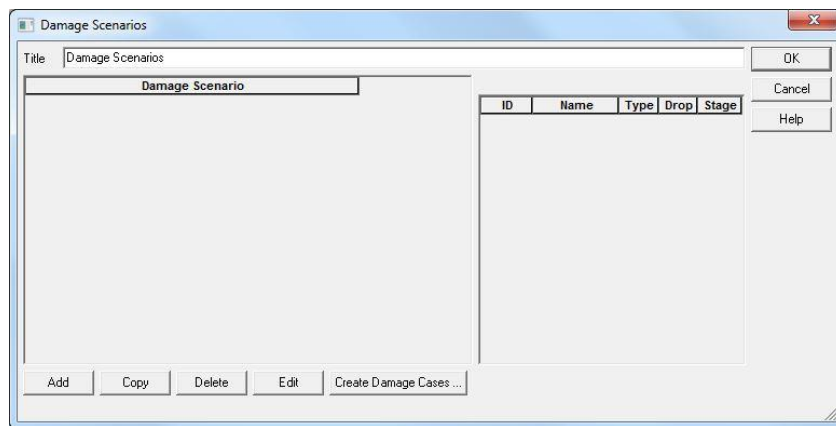 Damage Scenarios
Title Damage Scenarios
OK
Cancel
Help
Damage Scenario
ID Name Type Drop Stage
Add Copy Delete Edit Create Damage Cases ...